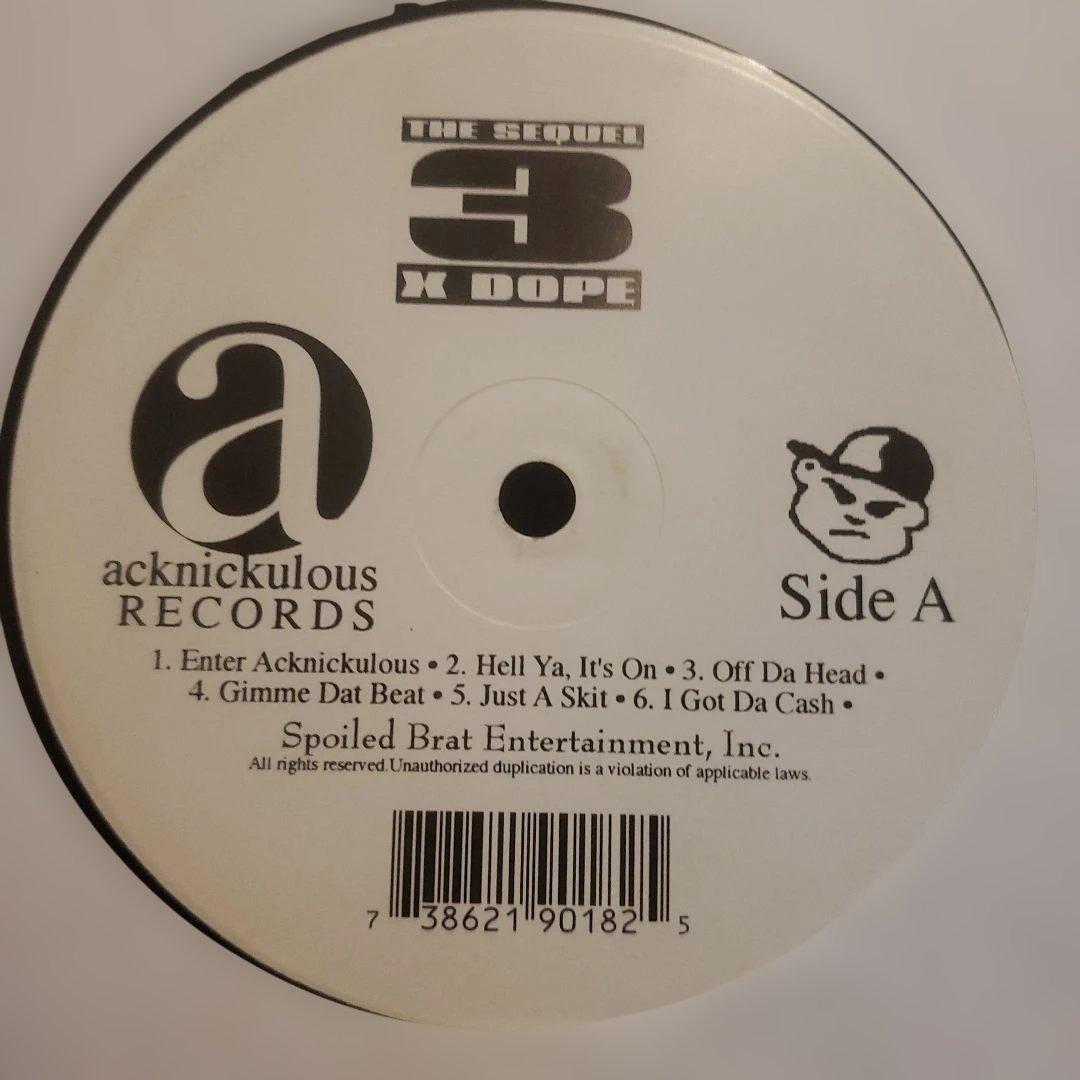 THE SEQUEL
3
X DOPE
a
acknickulous
RECORDS
Side A
1. Enter Acknickulous • 2. Hell Ya, It's On • 3. Off Da Head •
4. Gimme Dat Beat • 5. Just A Skit • 6. I Got Da Cash •
Spoiled Brat Entertainment, Inc.
All rights reserved.Unauthorized duplication is a violation of applicable laws.
7 38621 90182 5